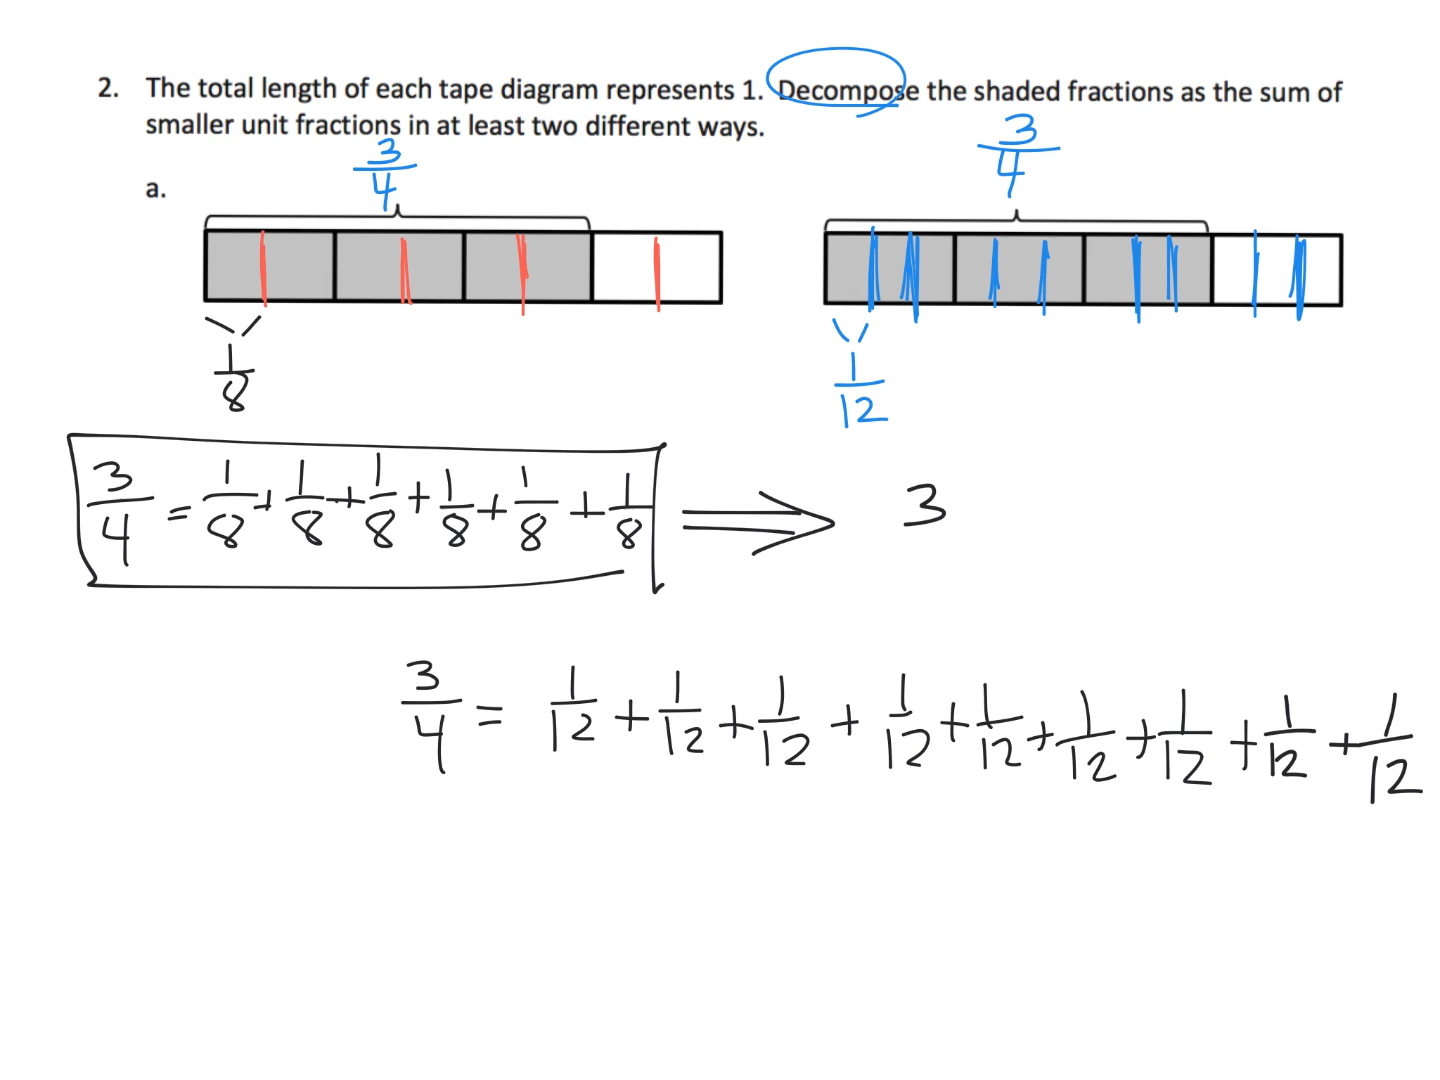 2. The total length of each tape diagram represents 1. Decompose the shaded fractions as the sum of
smaller unit fractions in at least two different ways.
a.
3/4
3/4
1/8
1/12
3/4 = 1/8 + 1/8 + 1/8 + 1/8 + 1/8 + 1/8 ⟹ 3
3/4 = 1/12 + 1/12 + 1/12 + 1/12 + 1/12 + 1/12 + 1/12 + 1/12 + 1/12